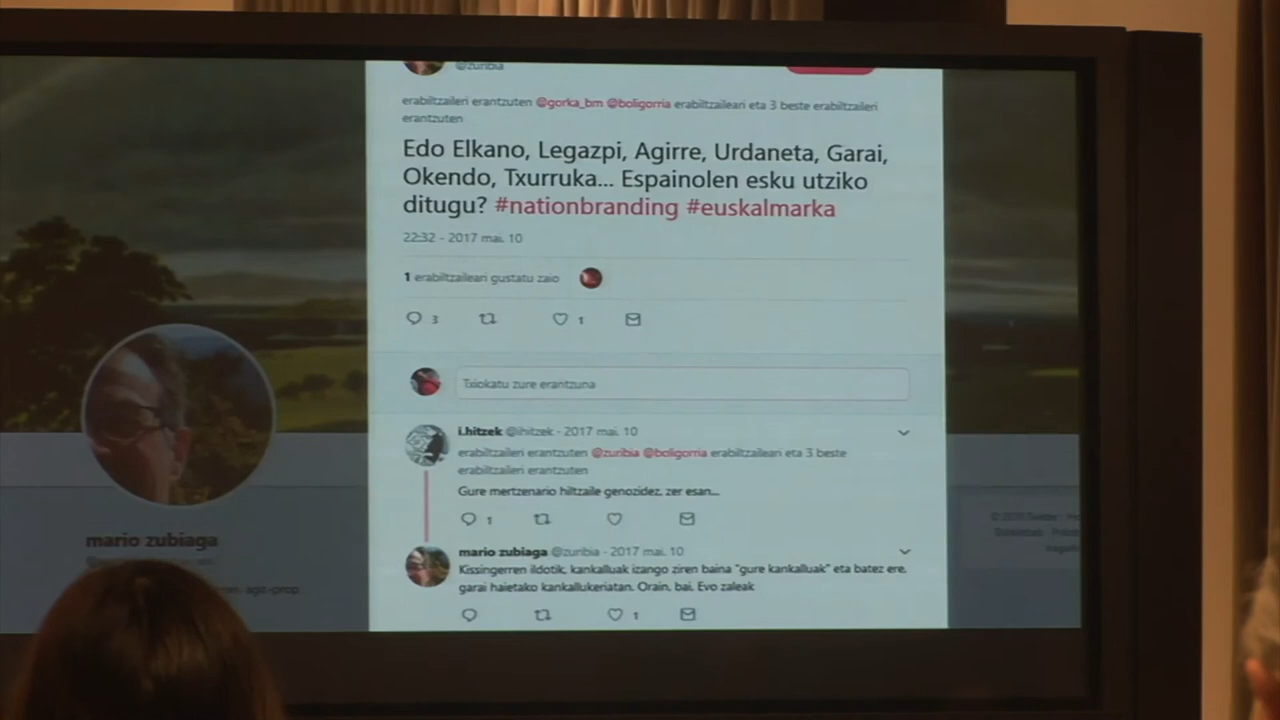 @zuribia
erabiltzaileri erantzuten @gorka_bm @boligorria erabiltzaileari eta 3 beste erabiltzaileri
erantzuten
Edo Elkano, Legazpi, Agirre, Urdaneta, Garai,
Okendo, Txurruka... Espainolen esku utziko
ditugu? #nationbranding #euskalmarka
22:32 - 2017 mai. 10
1 erabiltzaileari gustatu zaio
3 1
Txiokatu zure erantzuna
i.hitzek @ihitzek - 2017 mai. 10
erabiltzaileri erantzuten @zuribia @boligorria erabiltzaileari eta 3 beste
erabiltzaileri erantzuten
Gure mertzenario hiltzaile genozidez, zer esan...
1
mario zubiaga @zuribia - 2017 mai. 10
Kissingerren ildotik, kankalluak izango ziren baina "gure kankalluak" eta batez ere,
garai haietako kankallukeriatan. Orain, bai. Evo zaleak
1
mario zubiaga
agit-prop